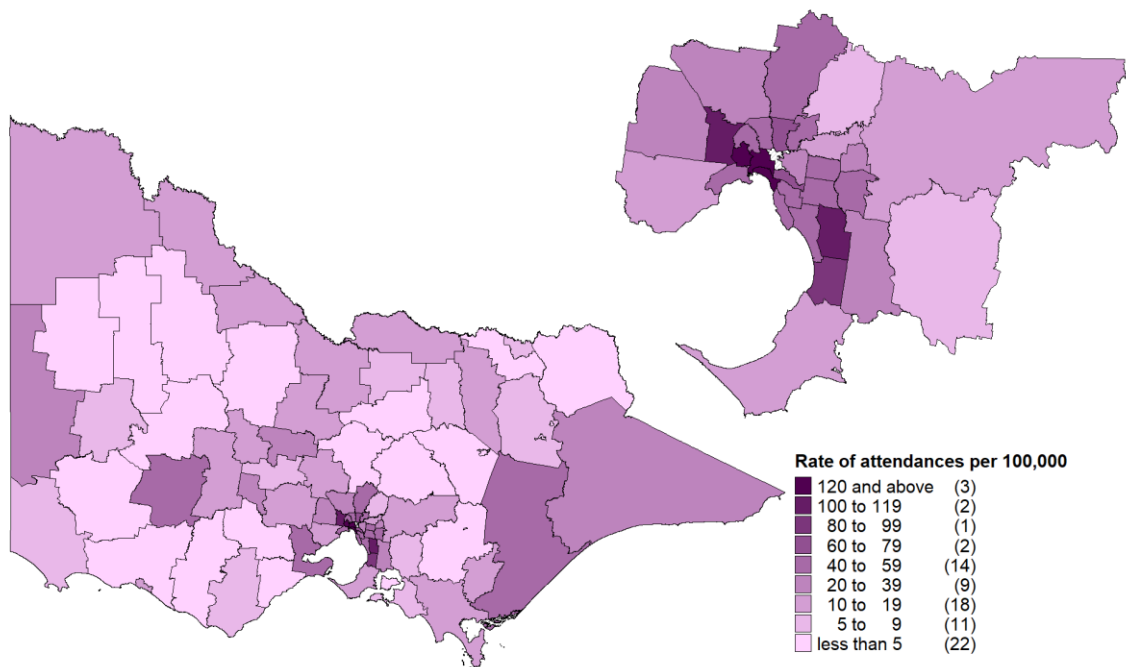 Rate of attendances per 100,000
120 and above (3)
100 to 119 (2)
80 to 99 (1)
60 to 79 (2)
40 to 59 (14)
20 to 39 (9)
10 to 19 (18)
5 to 9 (11)
less than 5 (22)